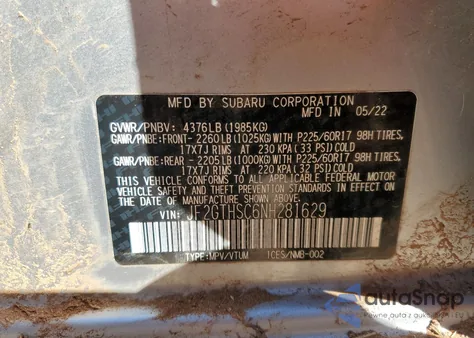 MFD BY SUBARU CORPORATION
MFD IN 05/22
GVWR/PNBV: 4376LB(1985KG)
GAWR/PNBE:FRONT- 2260LB(1025KG)WITH P225/60R17 98H TIRES,
17X7J RIMS AT 230 KPA(33 PSI)COLD
GAWR/PNBE:REAR -2205LB(1000KG)WITH P225/60R17 98H TIRES,
17X7J RIMS AT 220 KPA(32 PSI)COLD
THIS VEHICLE CONFORMS TO ALL APPLICABLE FEDERAL MOTOR
VEHICLE SAFETY AND BUMPER STANDARDS IN EFFECT ON
THE DATE OF MANUFACTURE SHOWN ABOVE.
VIN:JF2GTHSC6NH281629
TYPE:MPV/VTUM ICES/NMB-002
autoSnap